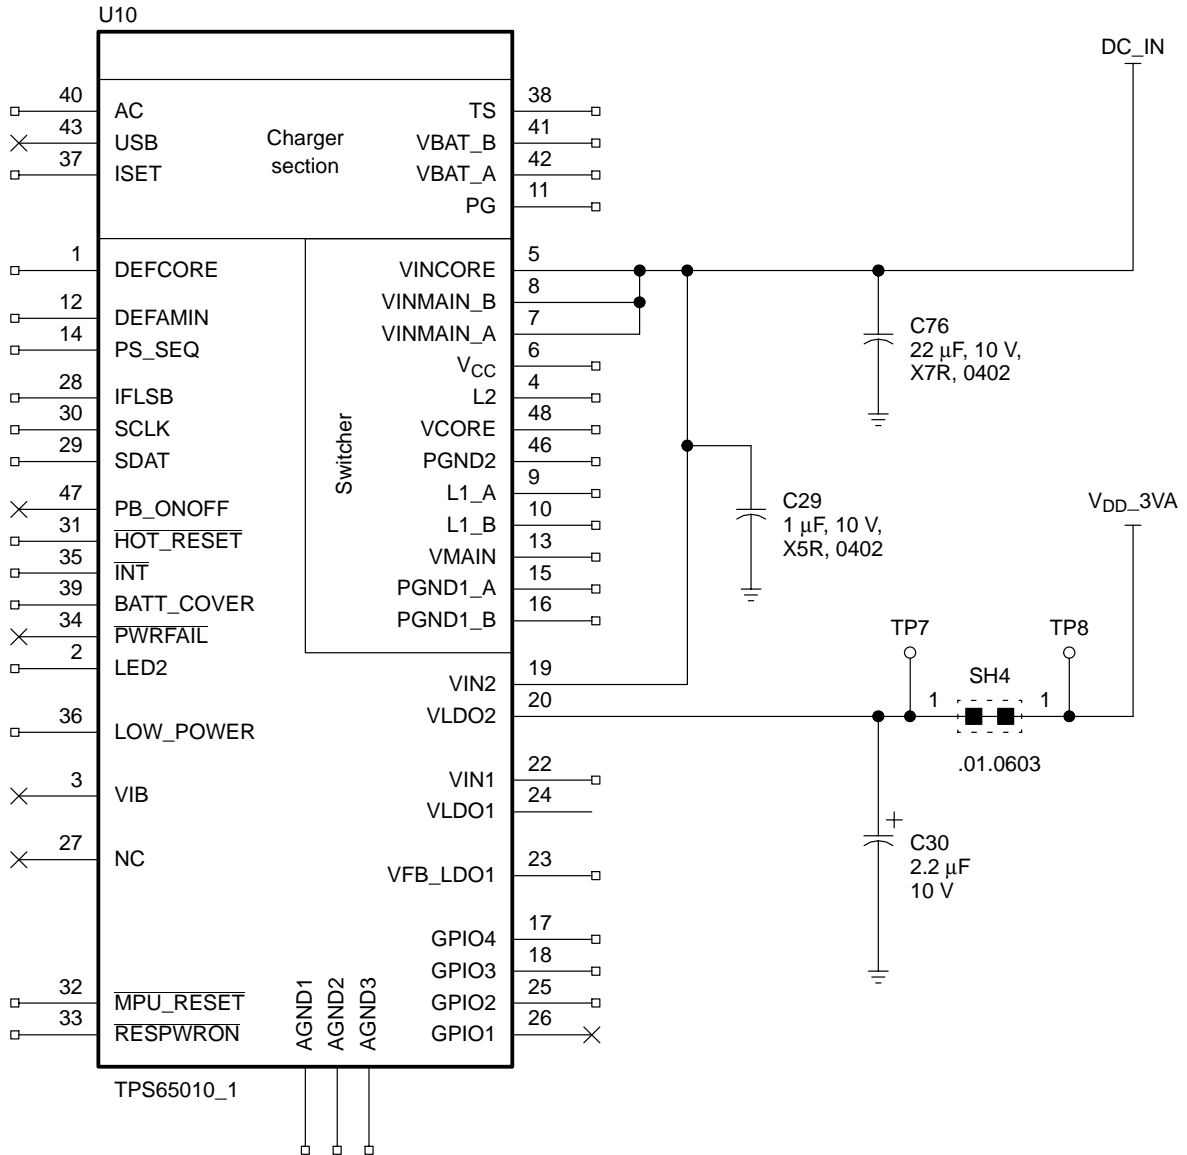 U10
DC_IN
40 AC TS 38
43 USB Charger VBAT_B 41
section
37 ISET VBAT_A 42
PG 11
1 DEFCORE VINCORE 5
VINMAIN_B 8
12 DEFAMIN VINMAIN_A 7
14 PS_SEQ VCC 6
28 IFLSB L2 4
30 SCLK VCORE 48
29 SDAT PGND2 46
L1_A 9
47 PB_ONOFF L1_B 10
31 HOT_RESET VMAIN 13
35 INT PGND1_A 15
39 BATT_COVER PGND1_B 16
34 PWRFAIL
2 LED2
Switcher
VIN2 19
VLDO2 20
36 LOW_POWER
VIN1 22
3 VIB VLDO1 24
27 NC VFB_LDO1 23
GPIO4 17
GPIO3 18
32 MPU_RESET GPIO2 25
33 RESPWRON GPIO1 26
AGND1
AGND2
AGND3
TPS65010_1
C76
22 µF, 10 V,
X7R, 0402
C29
1 µF, 10 V,
X5R, 0402
VDD_3VA
TP7 TP8
SH4
1 1
.01.0603
+
C30
2.2 µF
10 V